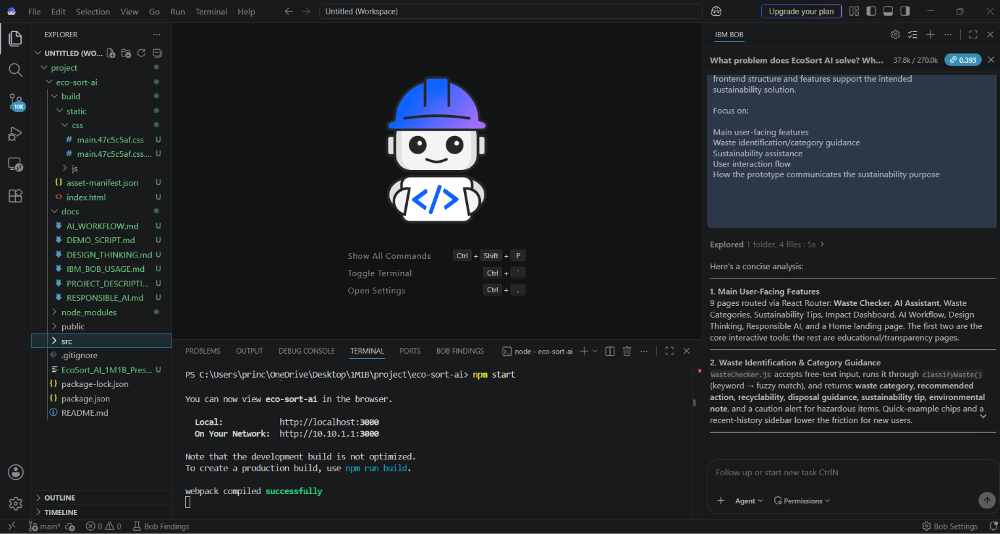 File Edit Selection View Go Run Terminal Help
Untitled (Workspace)
Upgrade your plan
EXPLORER
UNTITLED (WO...
project
eco-sort-ai
build
static
css
# main.47c5c5af.css U
# main.47c5c5af.css.... U
js
{} asset-manifest.json U
<> index.html U
docs
AI_WORKFLOW.md U
DEMO_SCRIPT.md U
DESIGN_THINKING.md U
IBM_BOB_USAGE.md U
PROJECT_DESCRIPTI... U
RESPONSIBLE_AI.md U
node_modules
public
src
.gitignore
EcoSort_AI_1M1B_Pres... U
{} package-lock.json
{} package.json
README.md
OUTLINE
TIMELINE
10K
</>
Show All Commands Ctrl + Shift + P
Toggle Terminal Ctrl + `
Open Settings Ctrl + ,
PROBLEMS OUTPUT DEBUG CONSOLE TERMINAL PORTS BOB FINDINGS
node - eco-sort-ai
PS C:\Users\princ\OneDrive\Desktop\1M1B\project\eco-sort-ai> npm start
You can now view eco-sort-ai in the browser.
Local: http://localhost:3000
On Your Network: http://10.10.1.1:3000
Note that the development build is not optimized.
To create a production build, use npm run build.
webpack compiled successfully
IBM BOB
What problem does EcoSort AI solve? Wh... 37.8k / 270.0k 0.393
frontend structure and features support the intended
sustainability solution.
Focus on:
Main user-facing features
Waste identification/category guidance
Sustainability assistance
User interaction flow
How the prototype communicates the sustainability purpose
Explored 1 folder, 4 files : 5s >
Here's a concise analysis:
1. Main User-Facing Features
9 pages routed via React Router: Waste Checker, AI Assistant, Waste
Categories, Sustainability Tips, Impact Dashboard, AI Workflow, Design
Thinking, Responsible AI, and a Home landing page. The first two are the
core interactive tools; the rest are educational/transparency pages.
2. Waste Identification & Category Guidance
WasteChecker.js accepts free-text input, runs it through classifyWaste()
(keyword → fuzzy match), and returns: waste category, recommended
action, recyclability, disposal guidance, sustainability tip, environmental
note, and a caution alert for hazardous items. Quick-example chips and a
recent-history sidebar lower the friction for new users.
Follow up or start new task CtrlN
Agent Permissions
main* 0 0 Bob Findings
Bob Settings